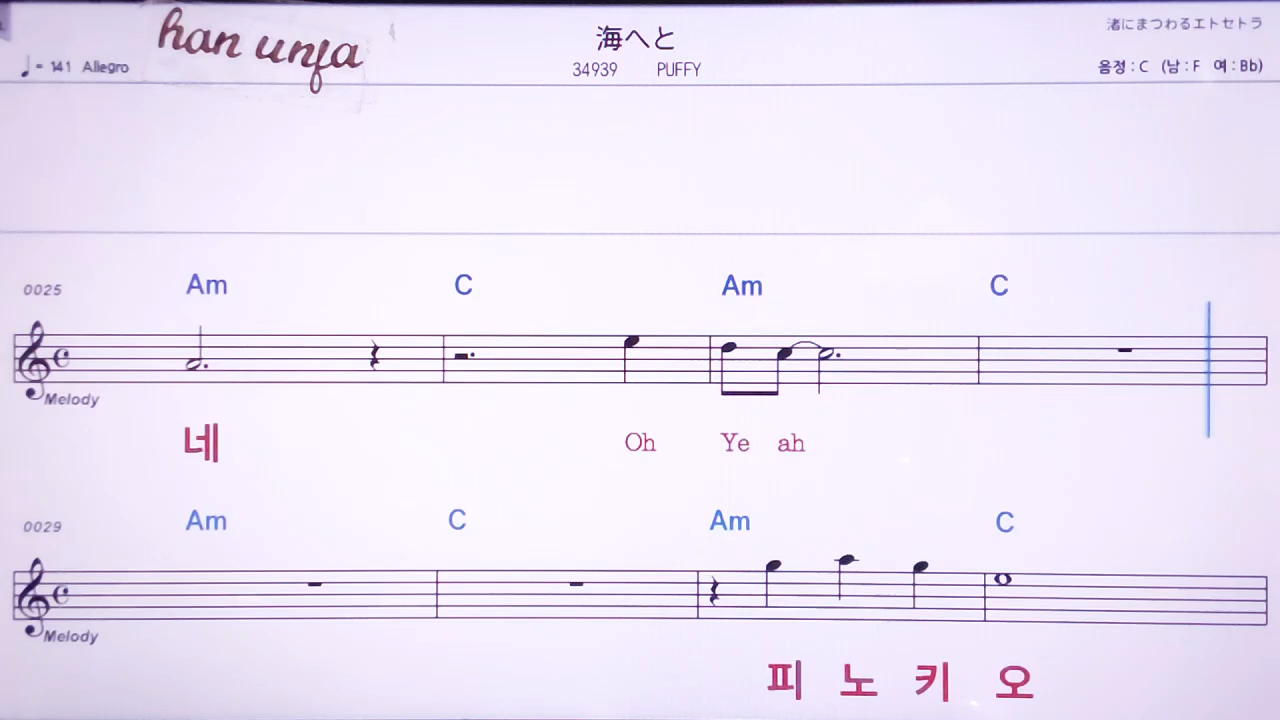 han unfa
海へと
渚にまつわるエトセトラ
♩= 141 Allegro
34939 PUFFY
음정 : C (남 : F 여 : Bb)
0025 Am C Am C
Melody
네 Oh Ye ah
0029 Am C Am C
Melody
피 노 키 오